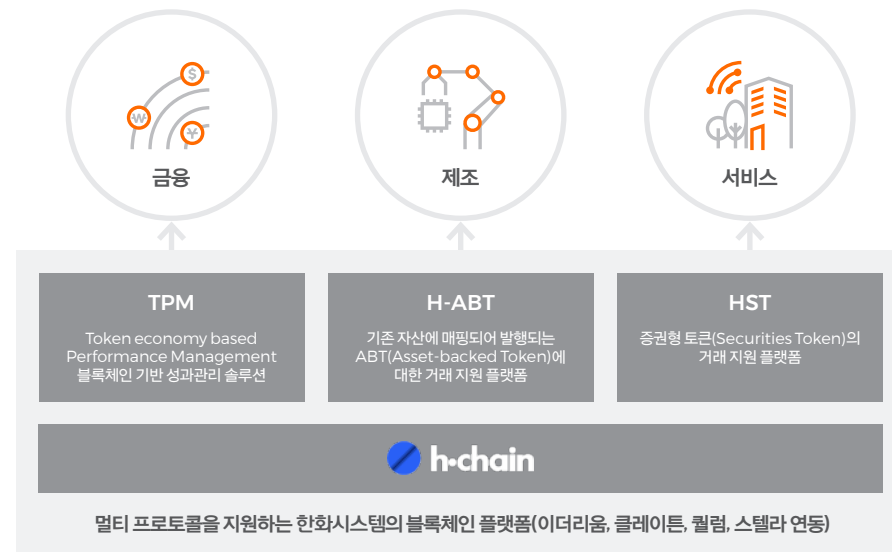 $
₩
¥
금융
제조
서비스
TPM
Token economy based
Performance Management
블록체인 기반 성과관리 솔루션
H-ABT
기존 자산에 매핑되어 발행되는
ABT(Asset-backed Token)에
대한 거래 지원 플랫폼
HST
증권형 토큰(Securities Token)의
거래 지원 플랫폼
h·chain
멀티 프로토콜을 지원하는 한화시스템의 블록체인 플랫폼(이더리움, 클레이튼, 퀄럼, 스텔라 연동)